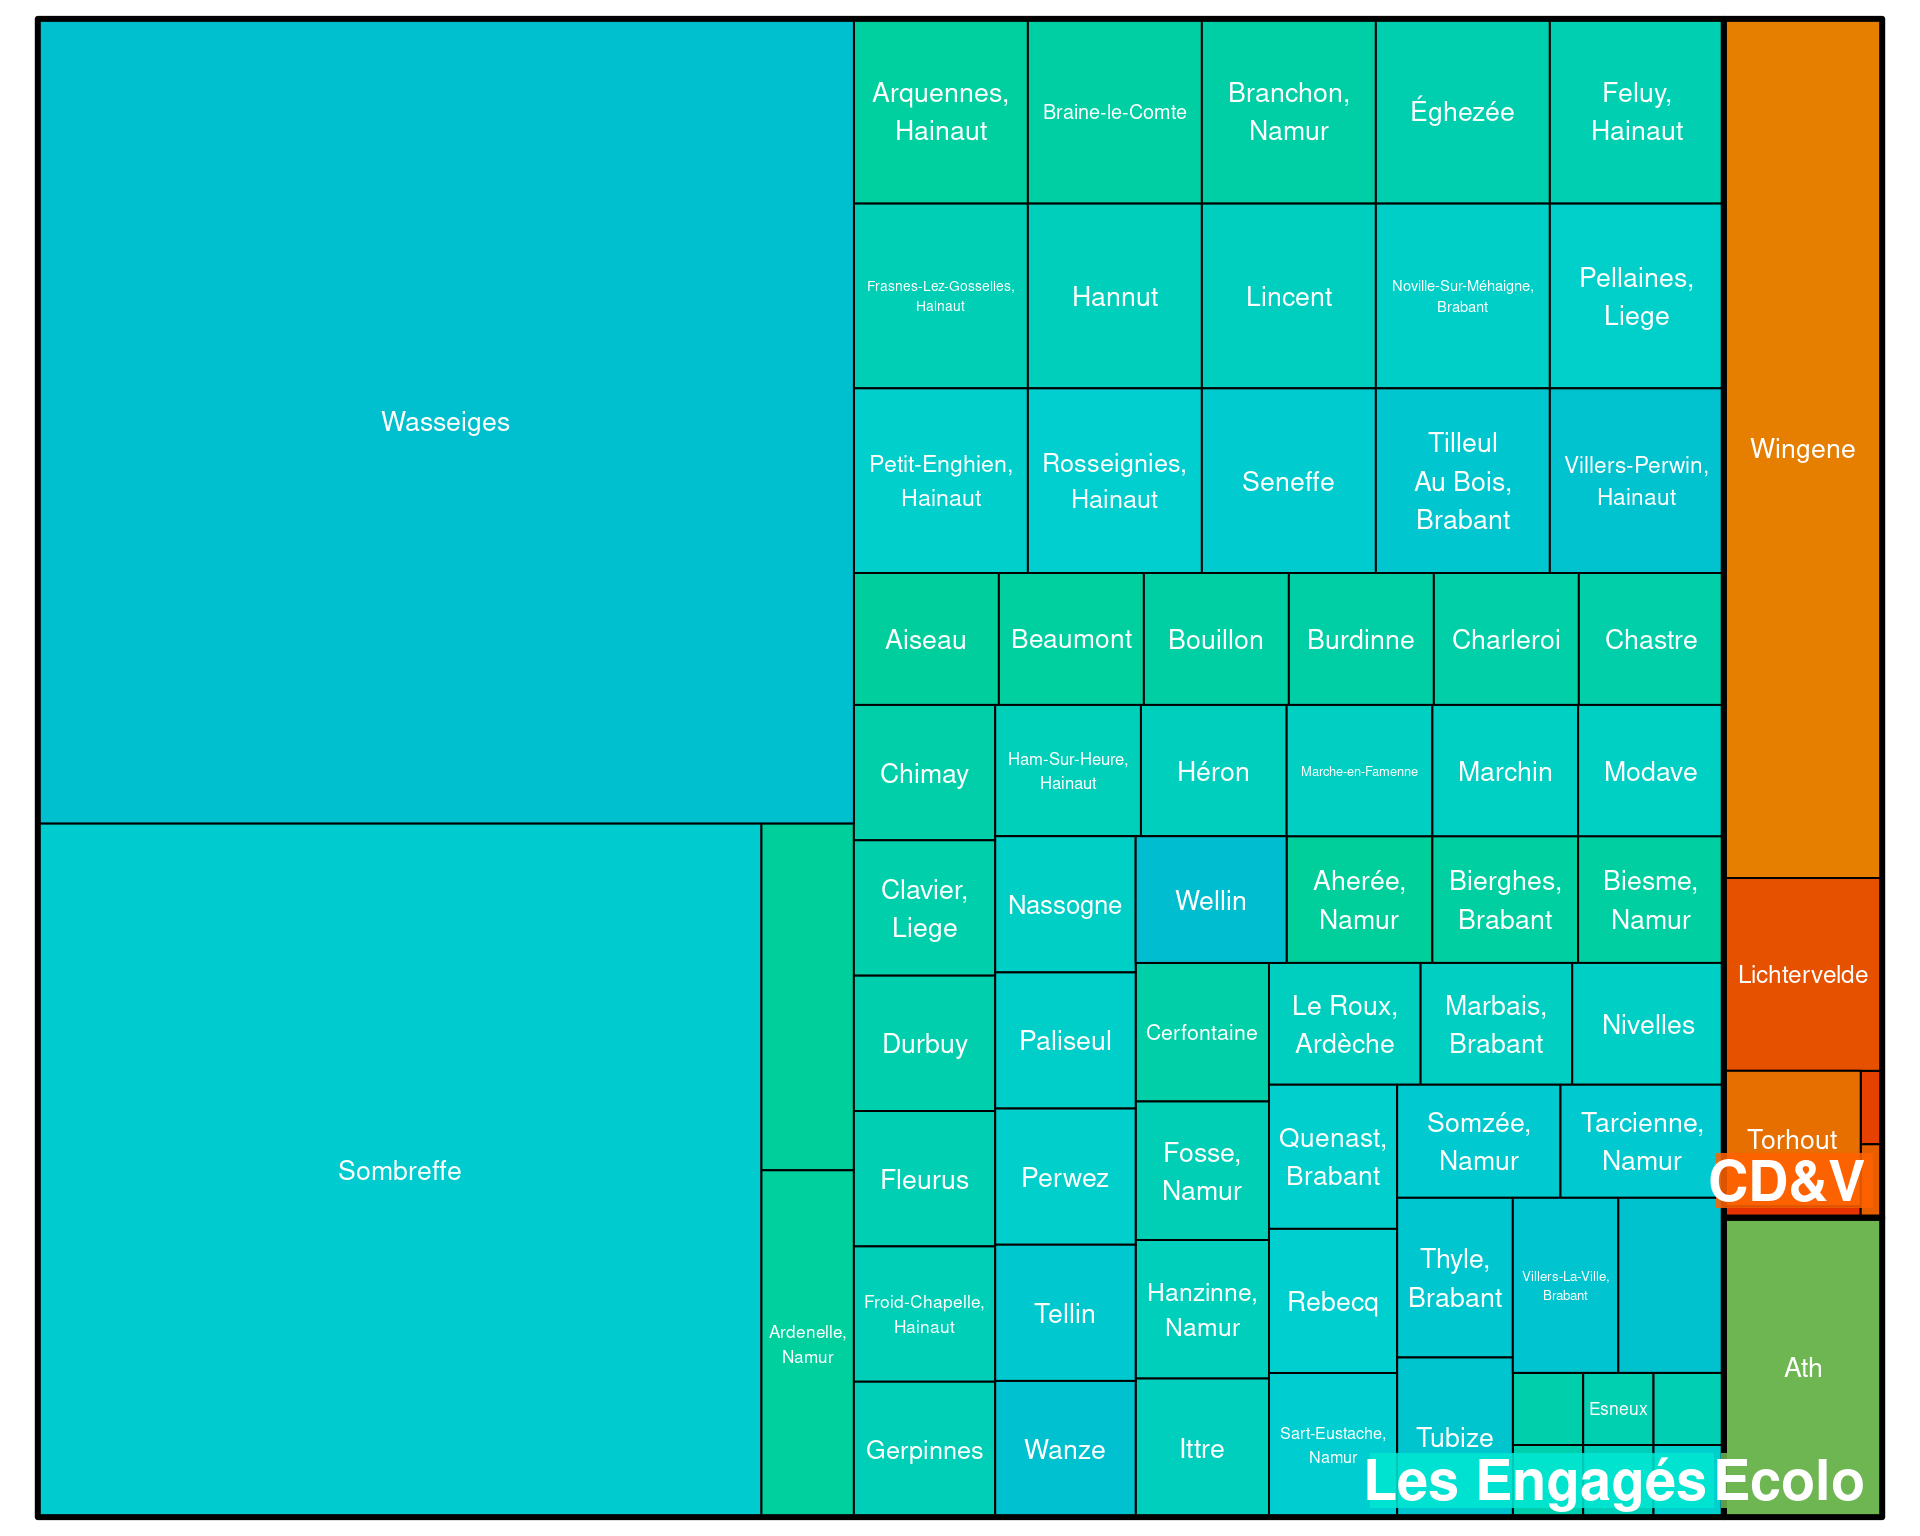 Wasseiges
Sombreffe
Ardenelle,
Namur
Arquennes,
Hainaut
Braine-le-Comte
Branchon,
Namur
Éghezée
Feluy,
Hainaut
Frasnes-Lez-Gosselies,
Hainaut
Hannut
Lincent
Noville-Sur-Méhaigne,
Brabant
Pellaines,
Liege
Petit-Enghien,
Hainaut
Rosseignies,
Hainaut
Seneffe
Tilleul
Au Bois,
Brabant
Villers-Perwin,
Hainaut
Aiseau
Beaumont
Bouillon
Burdinne
Charleroi
Chastre
Chimay
Ham-Sur-Heure,
Hainaut
Héron
Marche-en-Famenne
Marchin
Modave
Clavier,
Liege
Nassogne
Wellin
Aherée,
Namur
Bierghes,
Brabant
Biesme,
Namur
Durbuy
Paliseul
Cerfontaine
Le Roux,
Ardèche
Marbais,
Brabant
Nivelles
Fleurus
Perwez
Fosse,
Namur
Quenast,
Brabant
Somzée,
Namur
Tarcienne,
Namur
Froid-Chapelle,
Hainaut
Tellin
Hanzinne,
Namur
Rebecq
Thyle,
Brabant
Villers-La-Ville,
Brabant
Gerpinnes
Wanze
Ittre
Sart-Eustache,
Namur
Tubize
Esneux
Les Engagés
Wingene
Lichtervelde
Torhout
CD&V
Ath
Ecolo